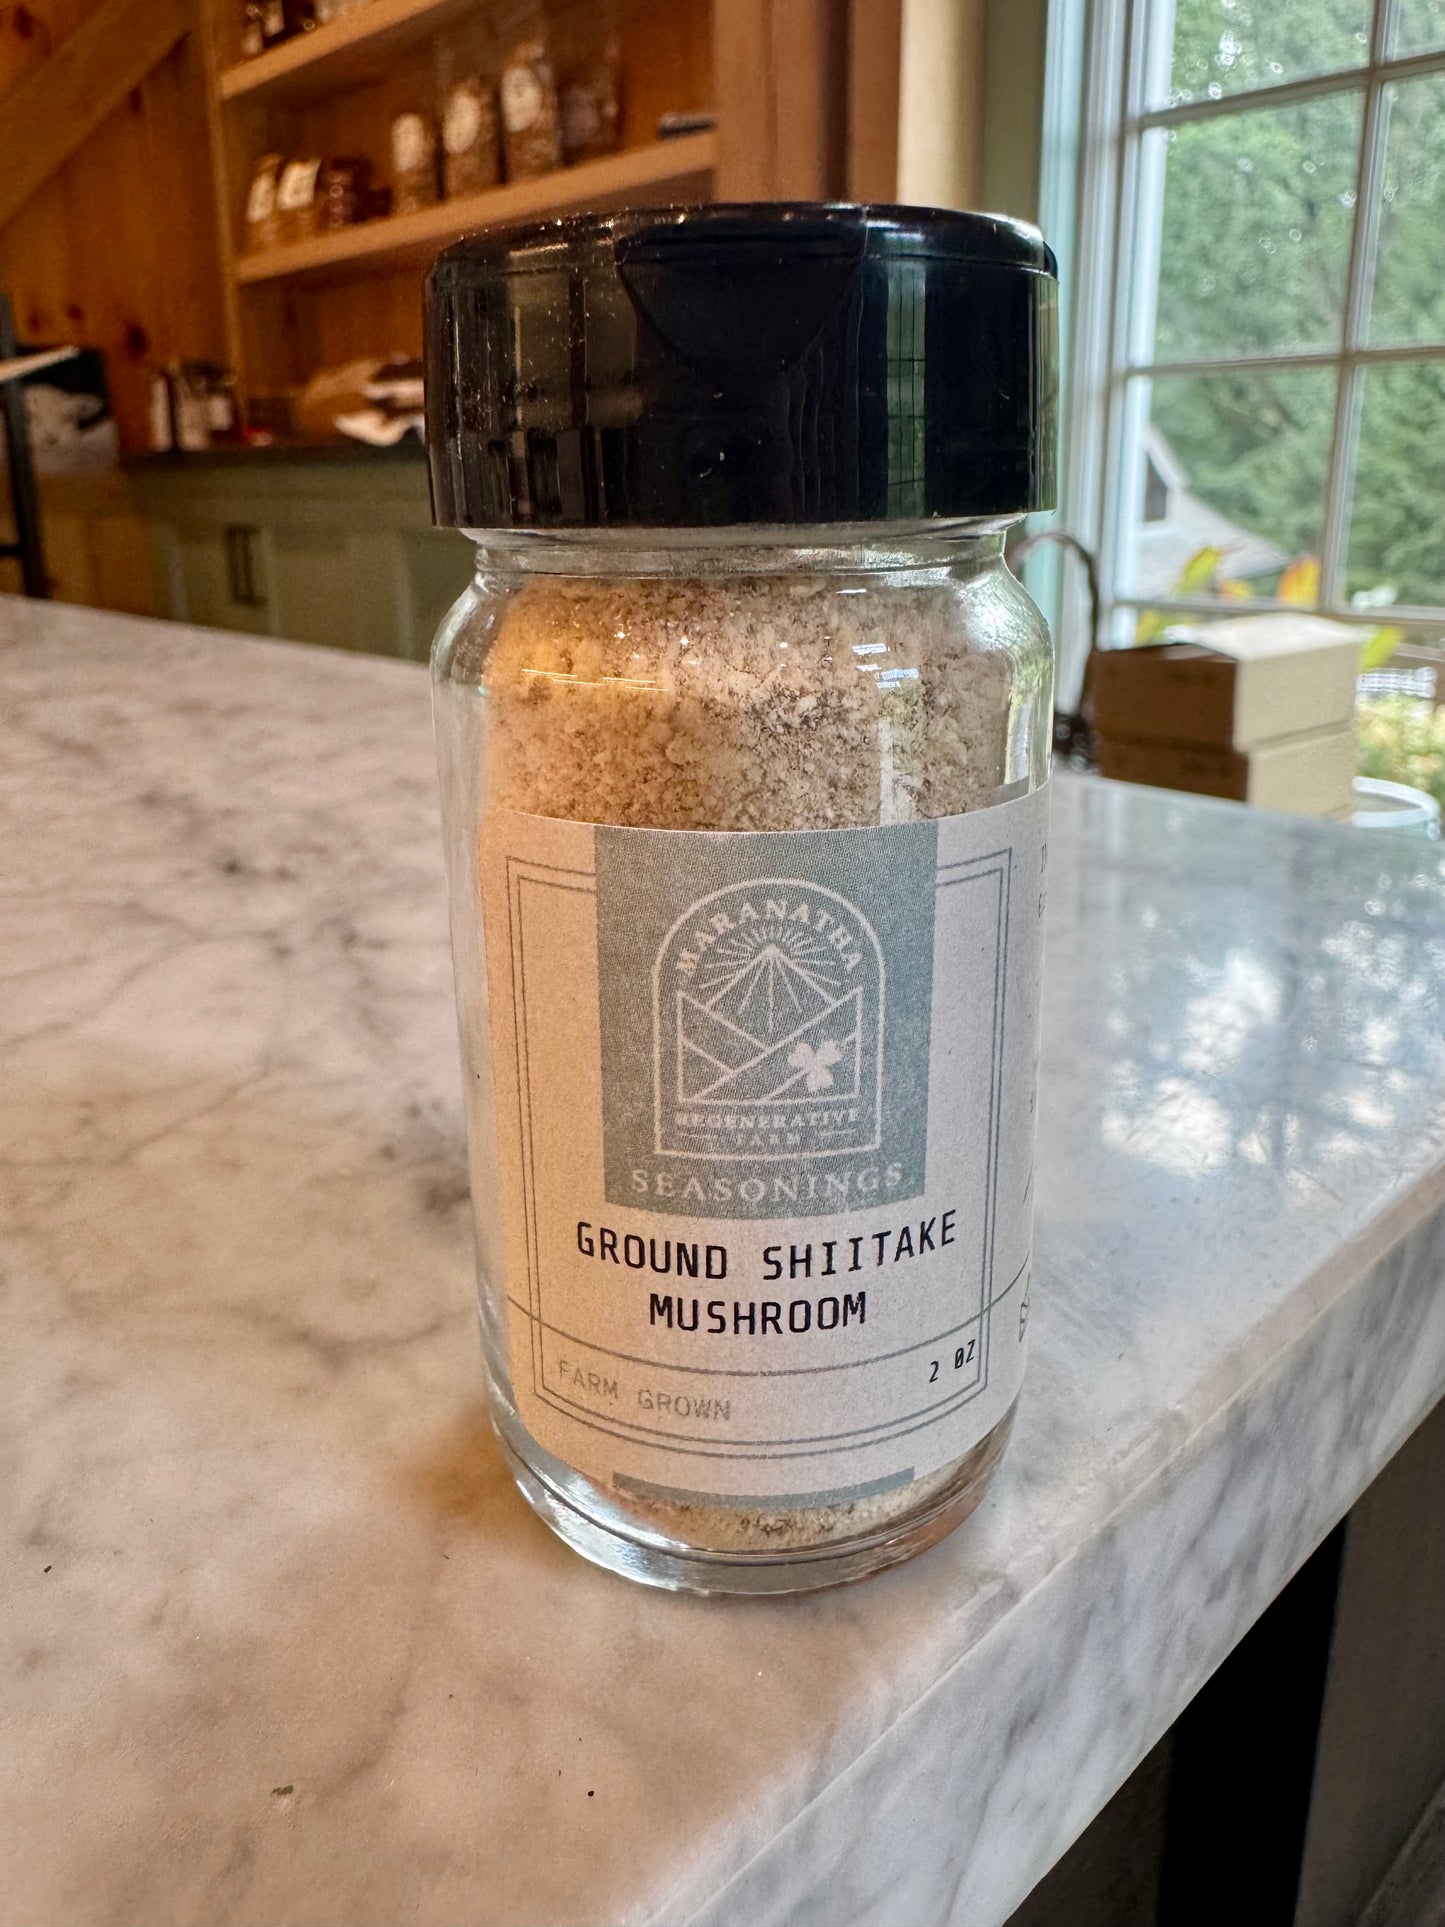 MARANATHA
REGENERATIVE
FARM
SEASONINGS
GROUND SHIITAKE
MUSHROOM
FARM GROWN
2 OZ